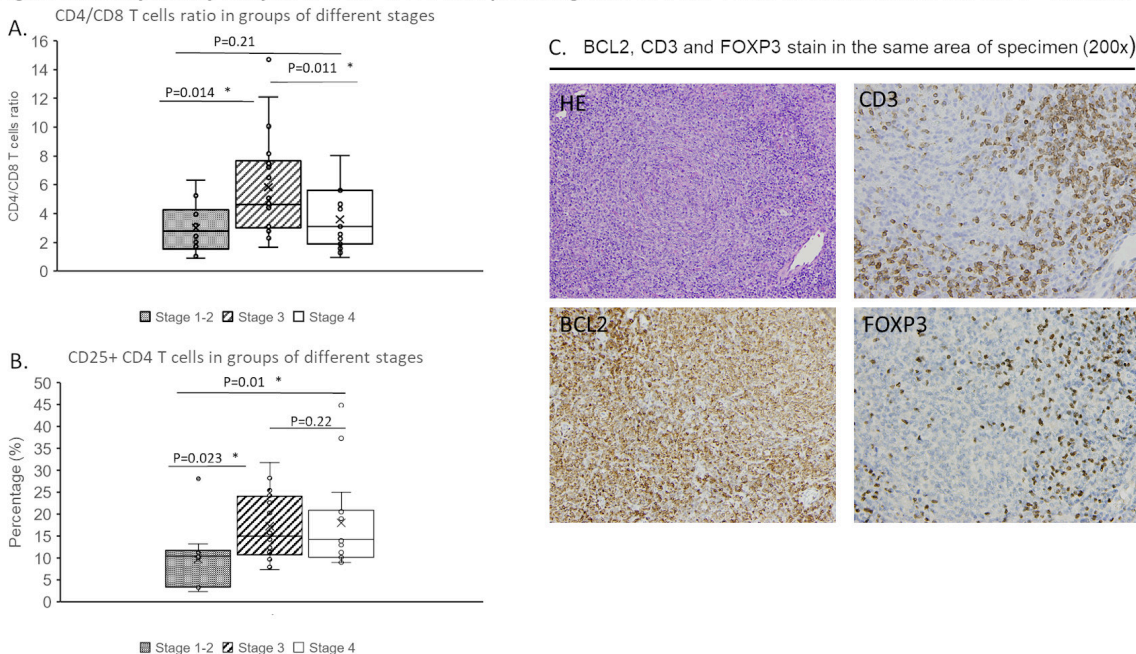 CD4/CD8 T cells ratio in groups of different stages
A.
CD4/CD8 T cells ratio
16
14
12
10
8
6
4
2
0
P=0.21
P=0.011 *
P=0.014 *
Stage 1-2 Stage 3 Stage 4
B.
CD25+ CD4 T cells in groups of different stages
Percentage (%)
50
45
40
35
30
25
20
15
10
5
0
P=0.01 *
P=0.22
P=0.023 *
Stage 1-2 Stage 3 Stage 4
C. BCL2, CD3 and FOXP3 stain in the same area of specimen (200x)
HE
CD3
BCL2
FOXP3